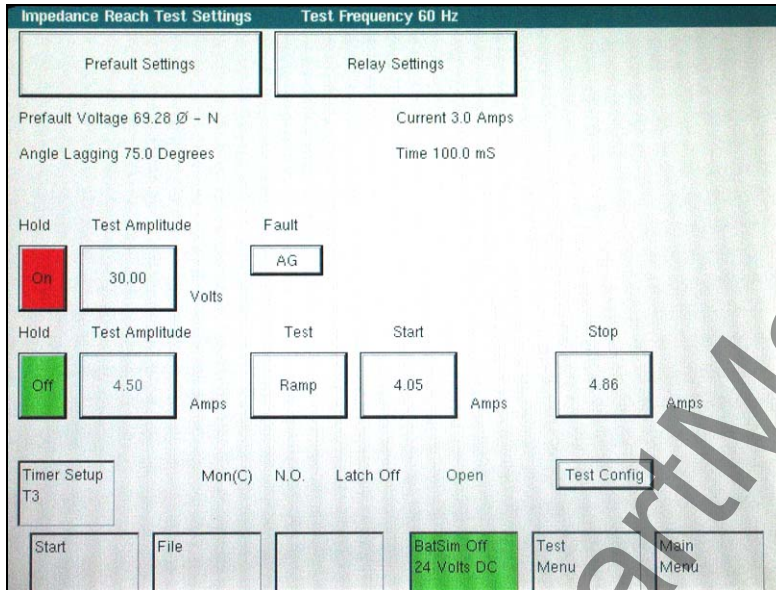 Impedance Reach Test Settings Test Frequency 60 Hz
Prefault Settings Relay Settings
Prefault Voltage 69.28 Ø - N Current 3.0 Amps
Angle Lagging 75.0 Degrees Time 100.0 mS
Hold Test Amplitude Fault
On 30.00 Volts AG
Hold Test Amplitude Test Start Stop
Off 4.50 Amps Ramp 4.05 Amps 4.86 Amps
Timer Setup Mon(C) N.O. Latch Off Open Test Config
T3
Start File BatSim Off Test Main
24 Volts DC Menu Menu